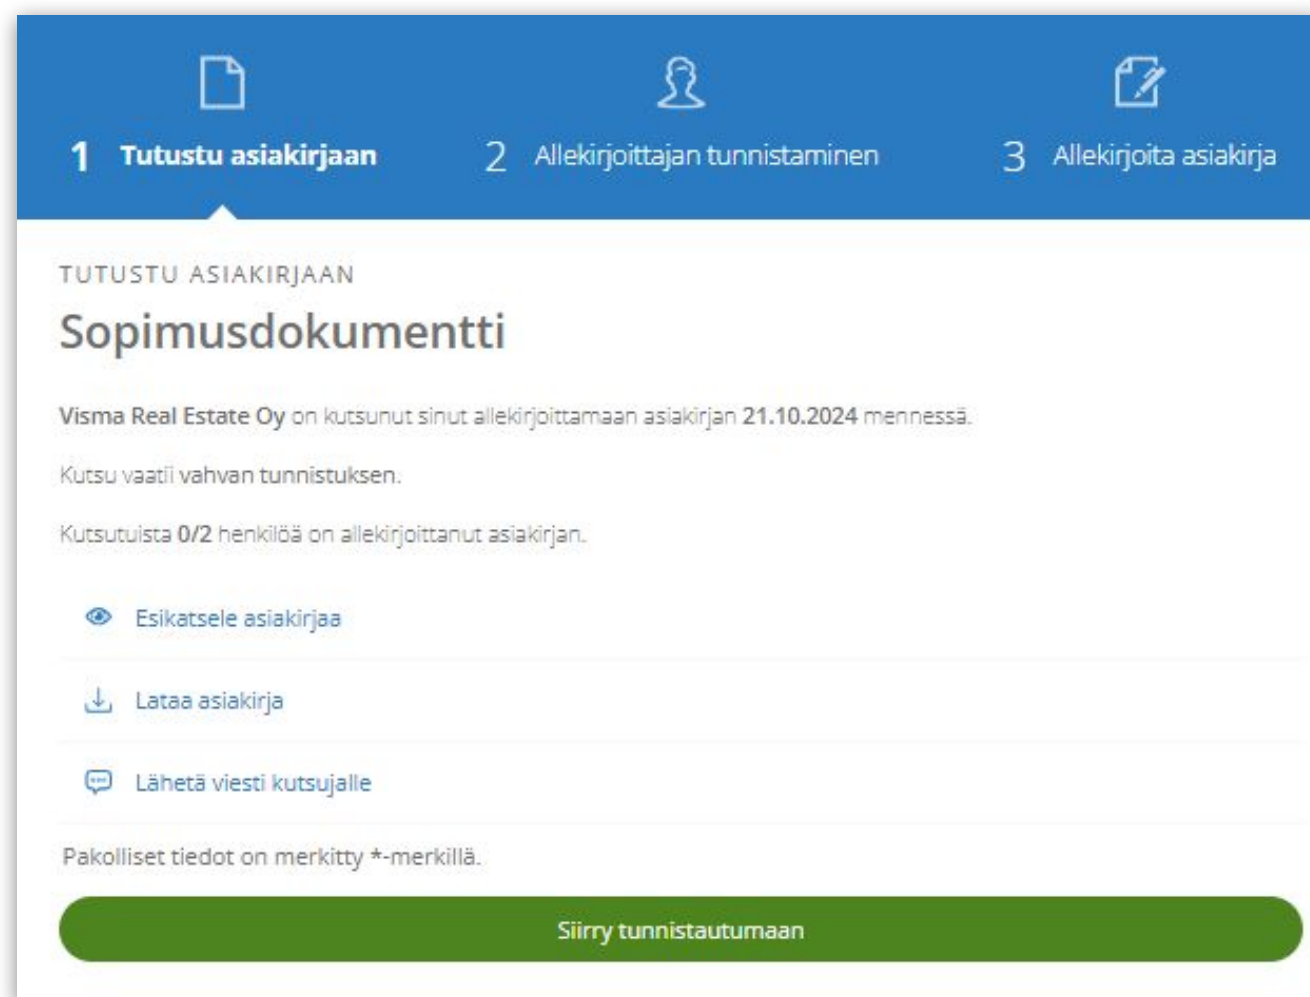 1 Tutustu asiakirjaan 2 Allekirjoittajan tunnistaminen 3 Allekirjoita asiakirja
TUTUSTU ASIAKIRJAAN
Sopimusdokumentti
Visma Real Estate Oy on kutsunut sinut allekirjoittamaan asiakirjan 21.10.2024 mennessä.
Kutsu vaatii vahvan tunnistuksen.
Kutsutuista 0/2 henkilöä on allekirjoittanut asiakirjan.
Esikatsele asiakirjaa
Lataa asiakirja
Lähetä viesti kutsujalle
Pakolliset tiedot on merkitty *-merkillä.
Siirry tunnistautumaan